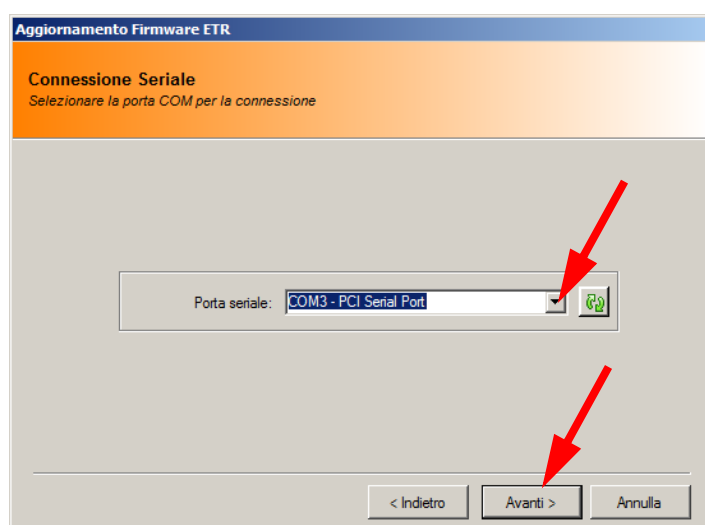 Aggiornamento Firmware ETR
Connessione Seriale
Selezionare la porta COM per la connessione
Porta seriale: COM3 - PCI Serial Port
< Indietro Avanti > Annulla